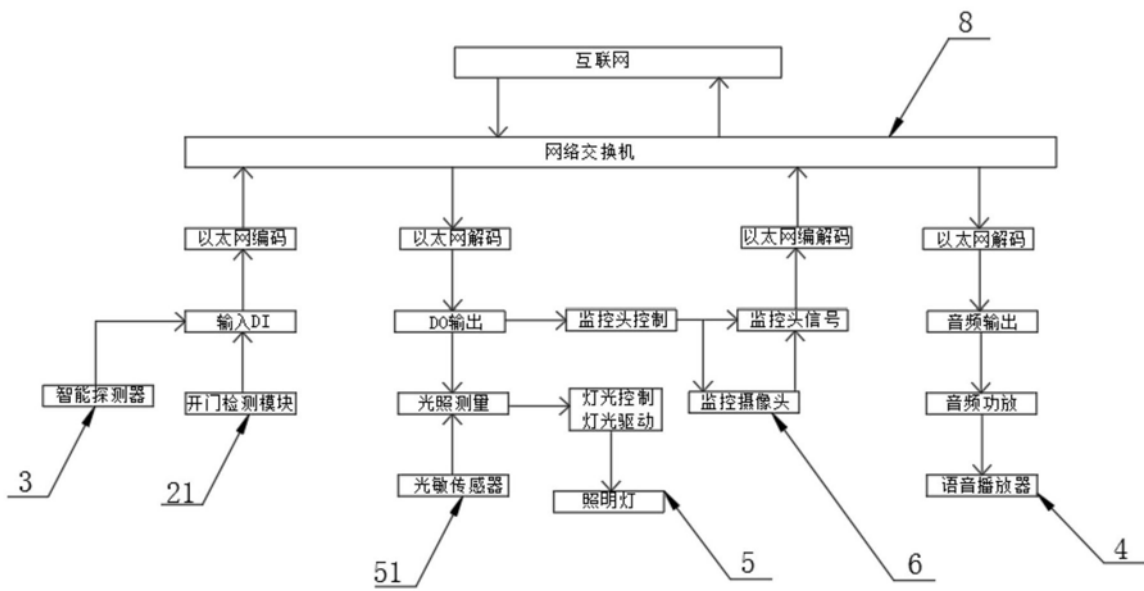 8
互联网
网络交换机
以太网编码
以太网解码
以太网编解码
以太网解码
输入DI
DO输出
监控头控制
监控头信号
音频输出
智能探测器
开门检测模块
光照测量
灯光控制
灯光驱动
监控摄像头
音频功放
3
21
光敏传感器
照明灯
语音播放器
51
5
6
4